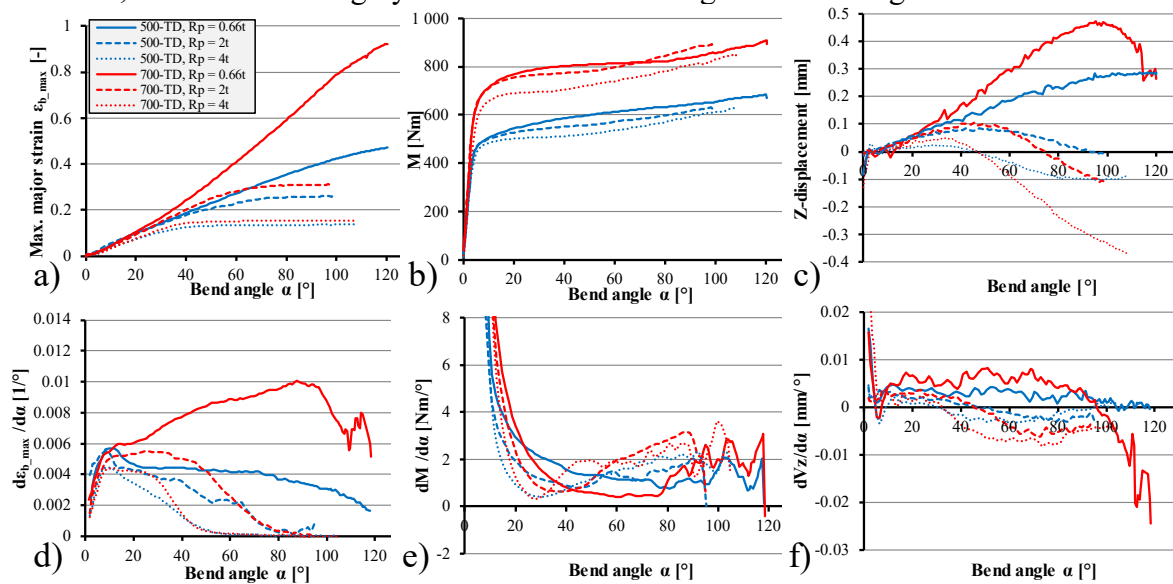 500-TD, Rp = 0.66t
500-TD, Rp = 2t
500-TD, Rp = 4t
700-TD, Rp = 0.66t
700-TD, Rp = 2t
700-TD, Rp = 4t
Max. major strain ε_b_max [-]
1
0.8
0.6
0.4
0.2
0
0 20 40 60 80 100 120
a)
Bend angle α [°]
M [Nm]
1 000
800
600
400
200
0
0 20 40 60 80 100 120
b)
Bend angle α [°]
Z-displacement [mm]
0.5
0.4
0.3
0.2
0.1
0
-0.1
-0.2
-0.3
-0.4
0 20 40 60 80 100 120
c)
Bend angle [°]
dε_b_max/dα [1/°]
0.014
0.012
0.01
0.008
0.006
0.004
0.002
0
0 20 40 60 80 100 120
d)
Bend angle α [°]
dM/dα [Nm/°]
8
6
4
2
0
-2
0 20 40 60 80 100 120
e)
Bend angle α [°]
dVz/dα [mm/°]
0.02
0.01
0
-0.01
-0.02
-0.03
0 20 40 60 80 100 120
f)
Bend angle α [°]